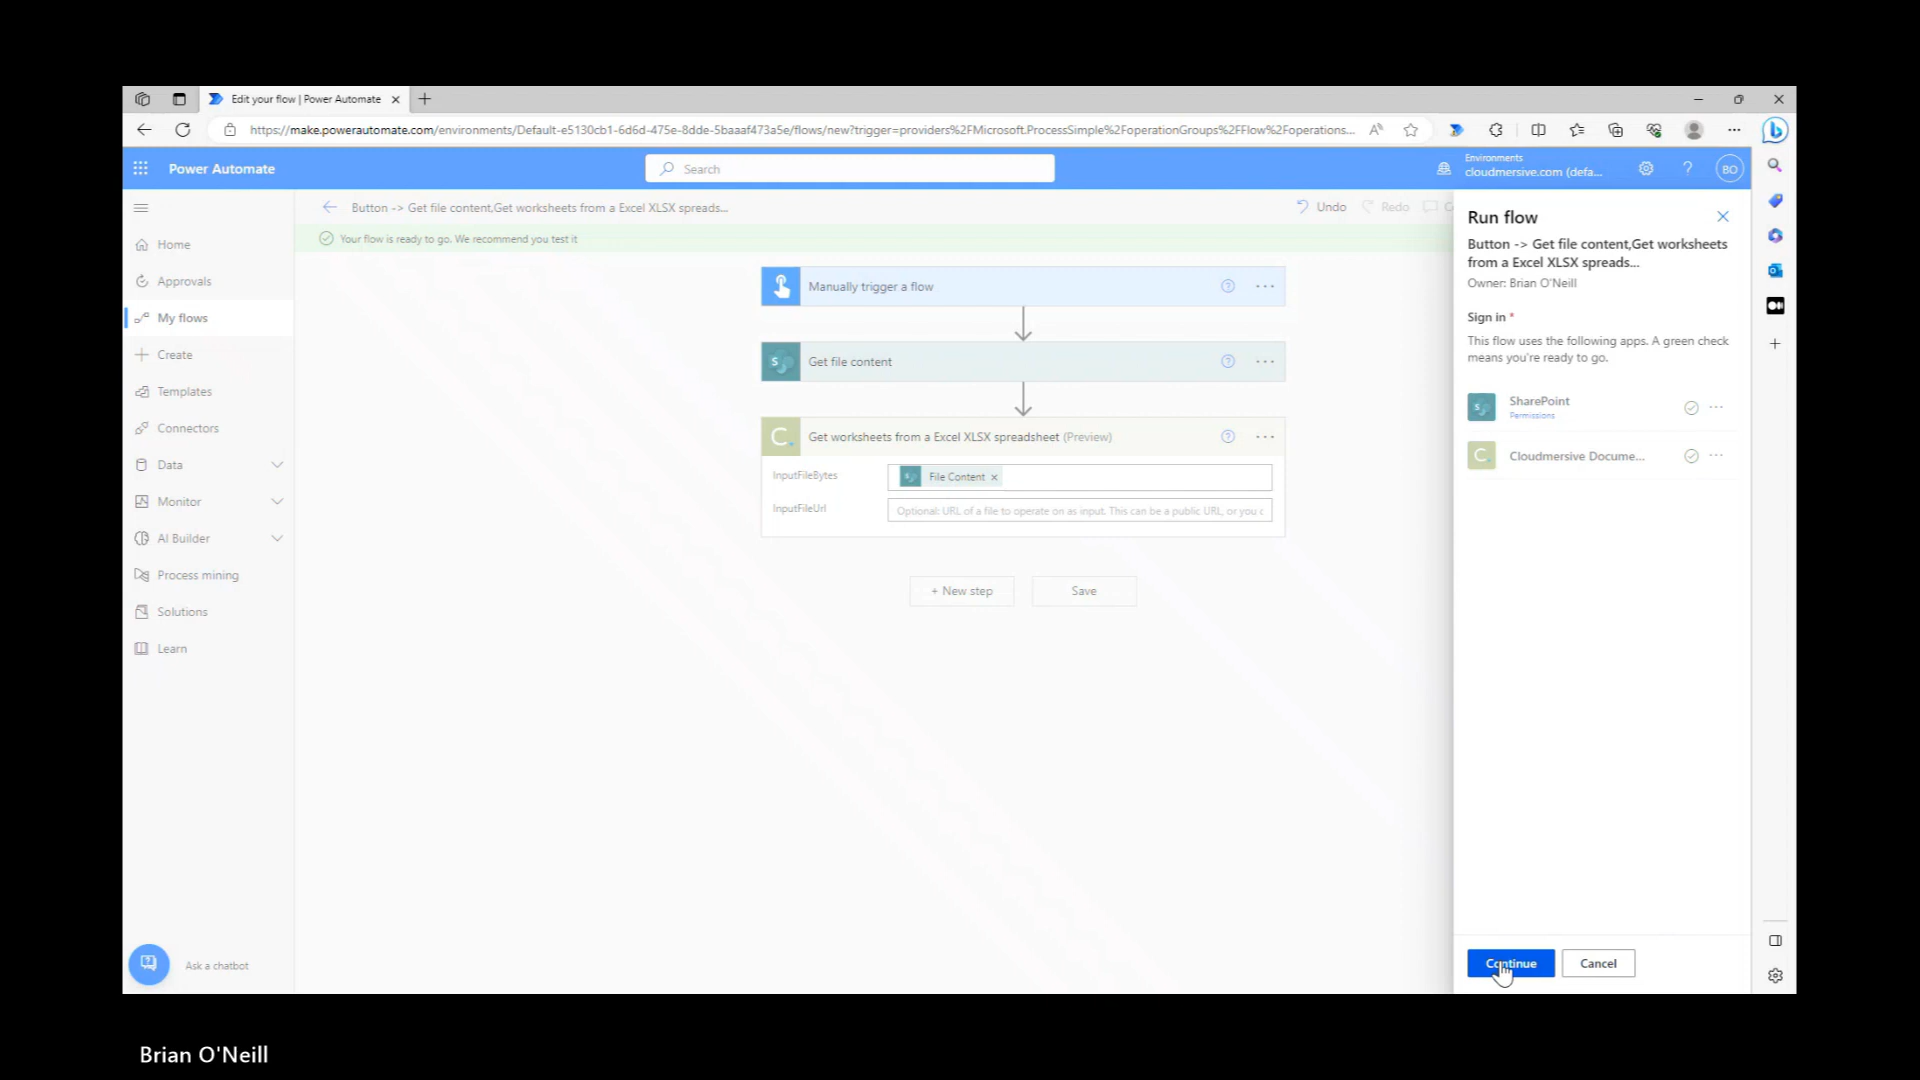 Edit your flow | Power Automate
https://make.powerautomate.com/environments/Default-e5130cb1-6d6d-475e-8dde-5baaaf473a5e/flows/new?trigger=providers%2FMicrosoft.ProcessSimple%2FoperationGroups%2FFlow%2Foperations...
Power Automate
Search
Environments
cloudmersive.com (defa...
BO
Button -> Get file content,Get worksheets from a Excel XLSX spreads...
Undo
Redo
Your flow is ready to go. We recommend you test it
Home
Approvals
My flows
Create
Templates
Connectors
Data
Monitor
AI Builder
Process mining
Solutions
Learn
Ask a chatbot
Manually trigger a flow
Get file content
Get worksheets from a Excel XLSX spreadsheet (Preview)
InputFileBytes
File Content
InputFileUrl
Optional: URL of a file to operate on as input. This can be a public URL, or you c
+ New step
Save
Run flow
Button -> Get file content,Get worksheets
from a Excel XLSX spreads...
Owner: Brian O'Neill
Sign in *
This flow uses the following apps. A green check
means you're ready to go.
SharePoint
Permissions
Cloudmersive Docume...
Continue
Cancel
Brian O'Neill